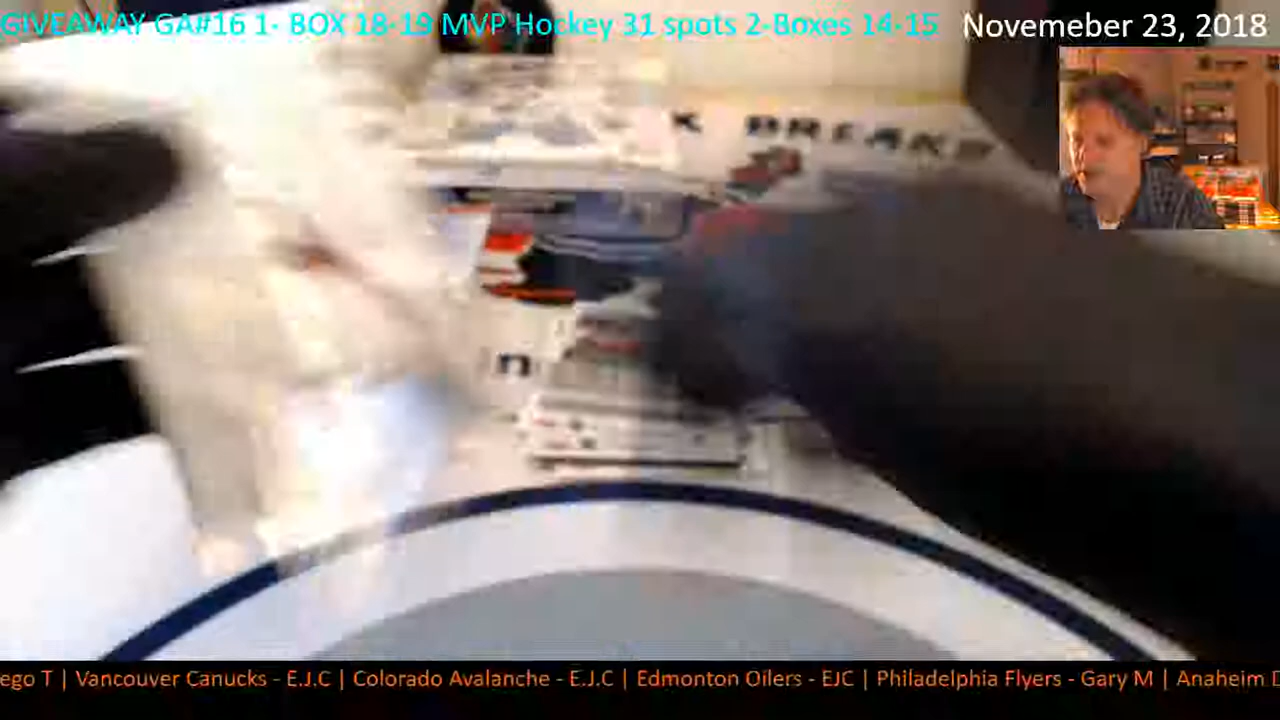 GIVEAWAY GA#16 1- BOX 18-19 MVP Hockey 31 spots 2-Boxes 14-15
Novemeber 23, 2018
K BREAKS
ego T | Vancouver Canucks - E.J.C | Colorado Avalanche - E.J.C | Edmonton Oilers - EJC | Philadelphia Flyers - Gary M | Anaheim D